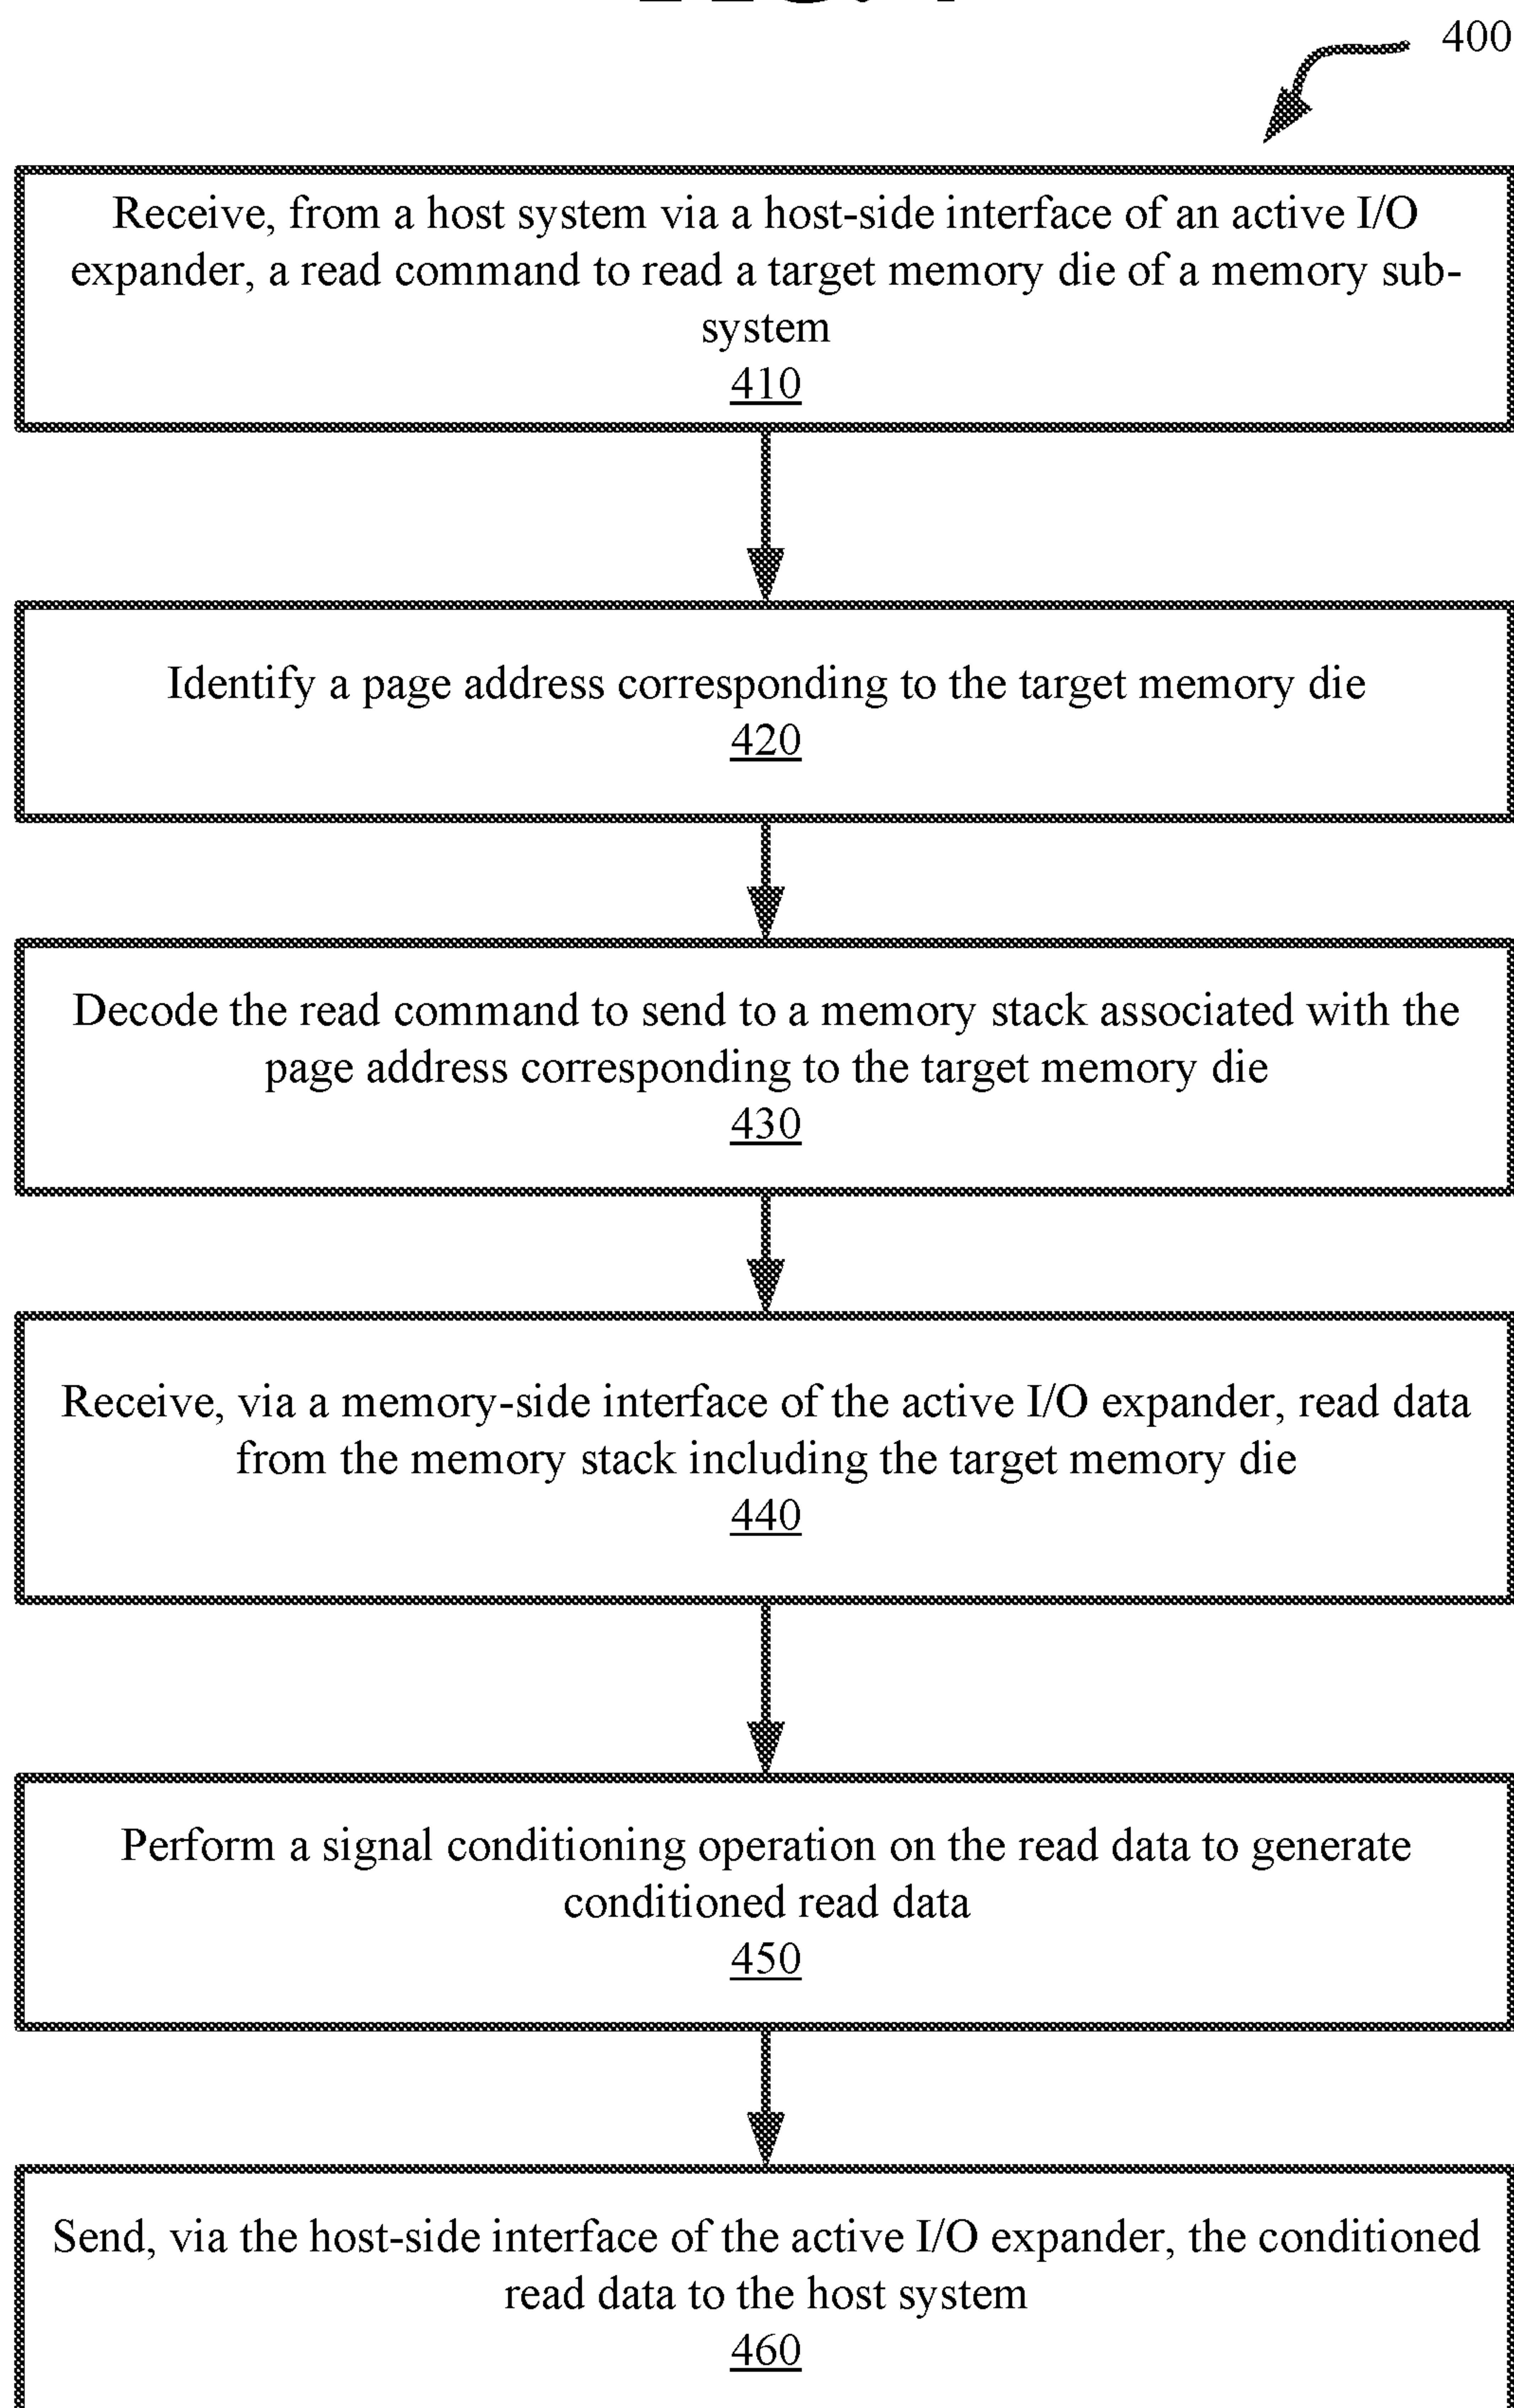 400
Receive, from a host system via a host-side interface of an active I/O
expander, a read command to read a target memory die of a memory sub-
system
410
Identify a page address corresponding to the target memory die
420
Decode the read command to send to a memory stack associated with the
page address corresponding to the target memory die
430
Receive, via a memory-side interface of the active I/O expander, read data
from the memory stack including the target memory die
440
Perform a signal conditioning operation on the read data to generate
conditioned read data
450
Send, via the host-side interface of the active I/O expander, the conditioned
read data to the host system
460